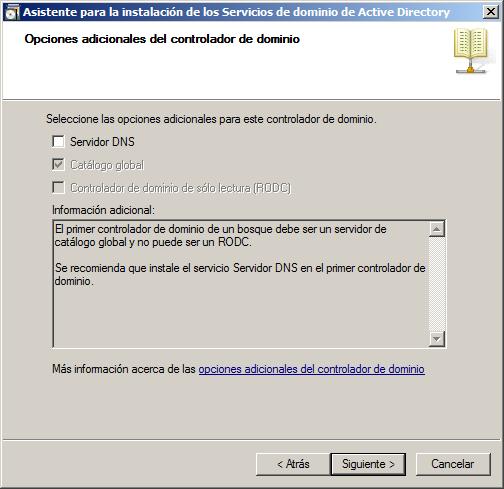 Asistente para la instalación de los Servicios de dominio de Active Directory
Opciones adicionales del controlador de dominio
Seleccione las opciones adicionales para este controlador de dominio.
Servidor DNS
Catálogo global
Controlador de dominio de sólo lectura (RODC)
Información adicional:
El primer controlador de dominio de un bosque debe ser un servidor de
catálogo global y no puede ser un RODC.
Se recomienda que instale el servicio Servidor DNS en el primer controlador de
dominio.
Más información acerca de las opciones adicionales del controlador de dominio
< Atrás
Siguiente >
Cancelar